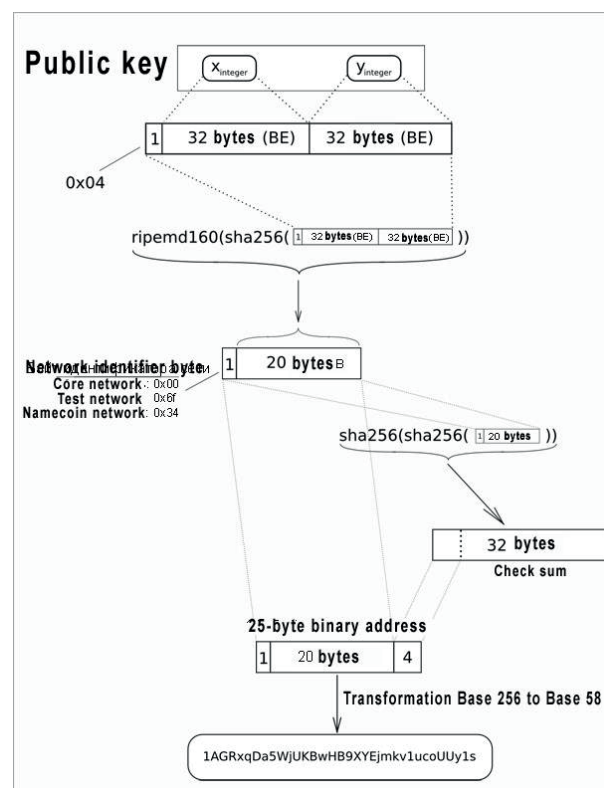 Public key
x integer
y integer
1 32 bytes (BE) 32 bytes (BE)
0x04
ripemd160(sha256( 1 32 bytes(BE) 32 bytes(BE) ))
Network identifier byte
1 20 bytes в
Core network .: 0x00
Test network 0x6f
Namecoin network: 0x34
sha256(sha256( 1 20 bytes ))
32 bytes
Check sum
25-byte binary address
1 20 bytes 4
Transformation Base 256 to Base 58
1AGRxqDa5WjUKBwHB9XYEjmkv1ucoUUy1s